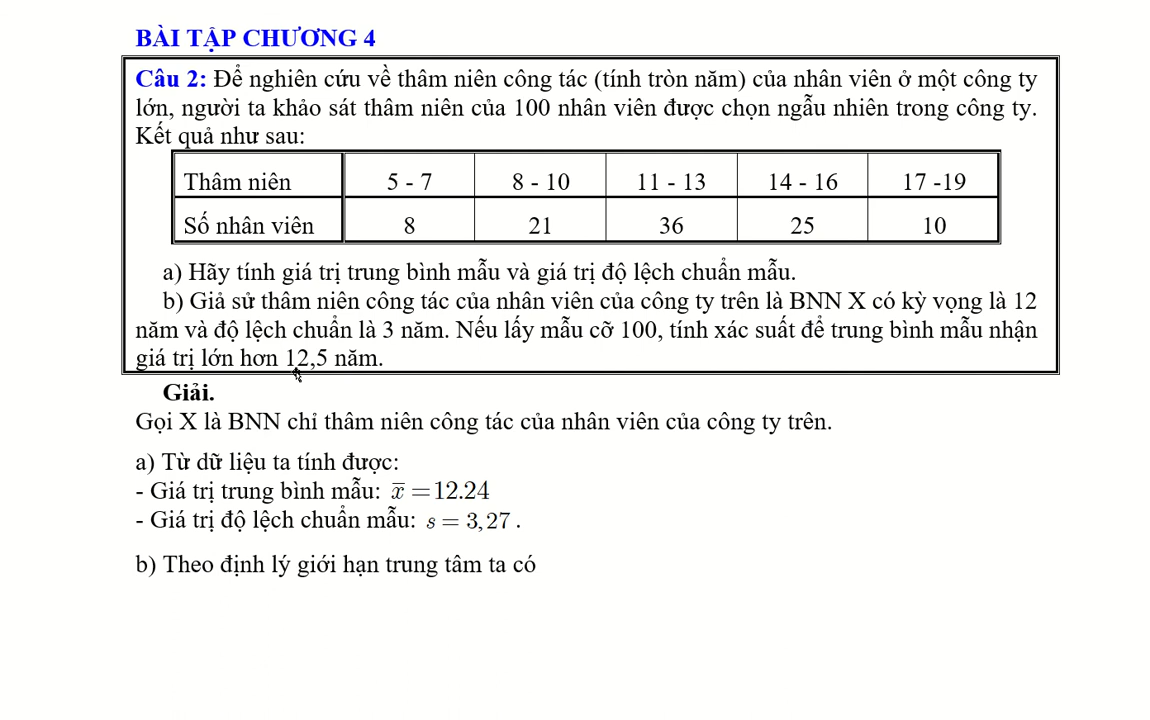 BÀI TẬP CHƯƠNG 4
Câu 2: Để nghiên cứu về thâm niên công tác (tính tròn năm) của nhân viên ở một công ty
lớn, người ta khảo sát thâm niên của 100 nhân viên được chọn ngẫu nhiên trong công ty.
Kết quả như sau:
Thâm niên 5 - 7 8 - 10 11 - 13 14 - 16 17 -19
Số nhân viên 8 21 36 25 10
a) Hãy tính giá trị trung bình mẫu và giá trị độ lệch chuẩn mẫu.
b) Giả sử thâm niên công tác của nhân viên của công ty trên là BNN X có kỳ vọng là 12
năm và độ lệch chuẩn là 3 năm. Nếu lấy mẫu cỡ 100, tính xác suất để trung bình mẫu nhận
giá trị lớn hơn 12,5 năm.
Giải.
Gọi X là BNN chỉ thâm niên công tác của nhân viên của công ty trên.
a) Từ dữ liệu ta tính được:
- Giá trị trung bình mẫu: x̅ = 12.24
- Giá trị độ lệch chuẩn mẫu: s = 3,27 .
b) Theo định lý giới hạn trung tâm ta có